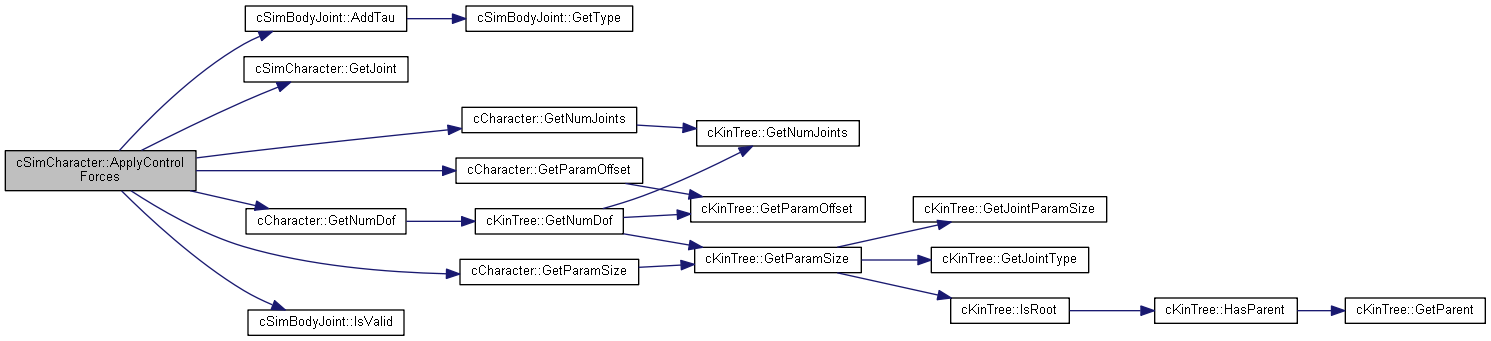 cSimBodyJoint::AddTau
cSimBodyJoint::GetType
cSimCharacter::GetJoint
cCharacter::GetNumJoints
cKinTree::GetNumJoints
cSimCharacter::ApplyControl
Forces
cCharacter::GetParamOffset
cKinTree::GetParamOffset
cKinTree::GetJointParamSize
cCharacter::GetNumDof
cKinTree::GetNumDof
cKinTree::GetParamSize
cKinTree::GetJointType
cCharacter::GetParamSize
cKinTree::IsRoot
cKinTree::HasParent
cKinTree::GetParent
cSimBodyJoint::IsValid